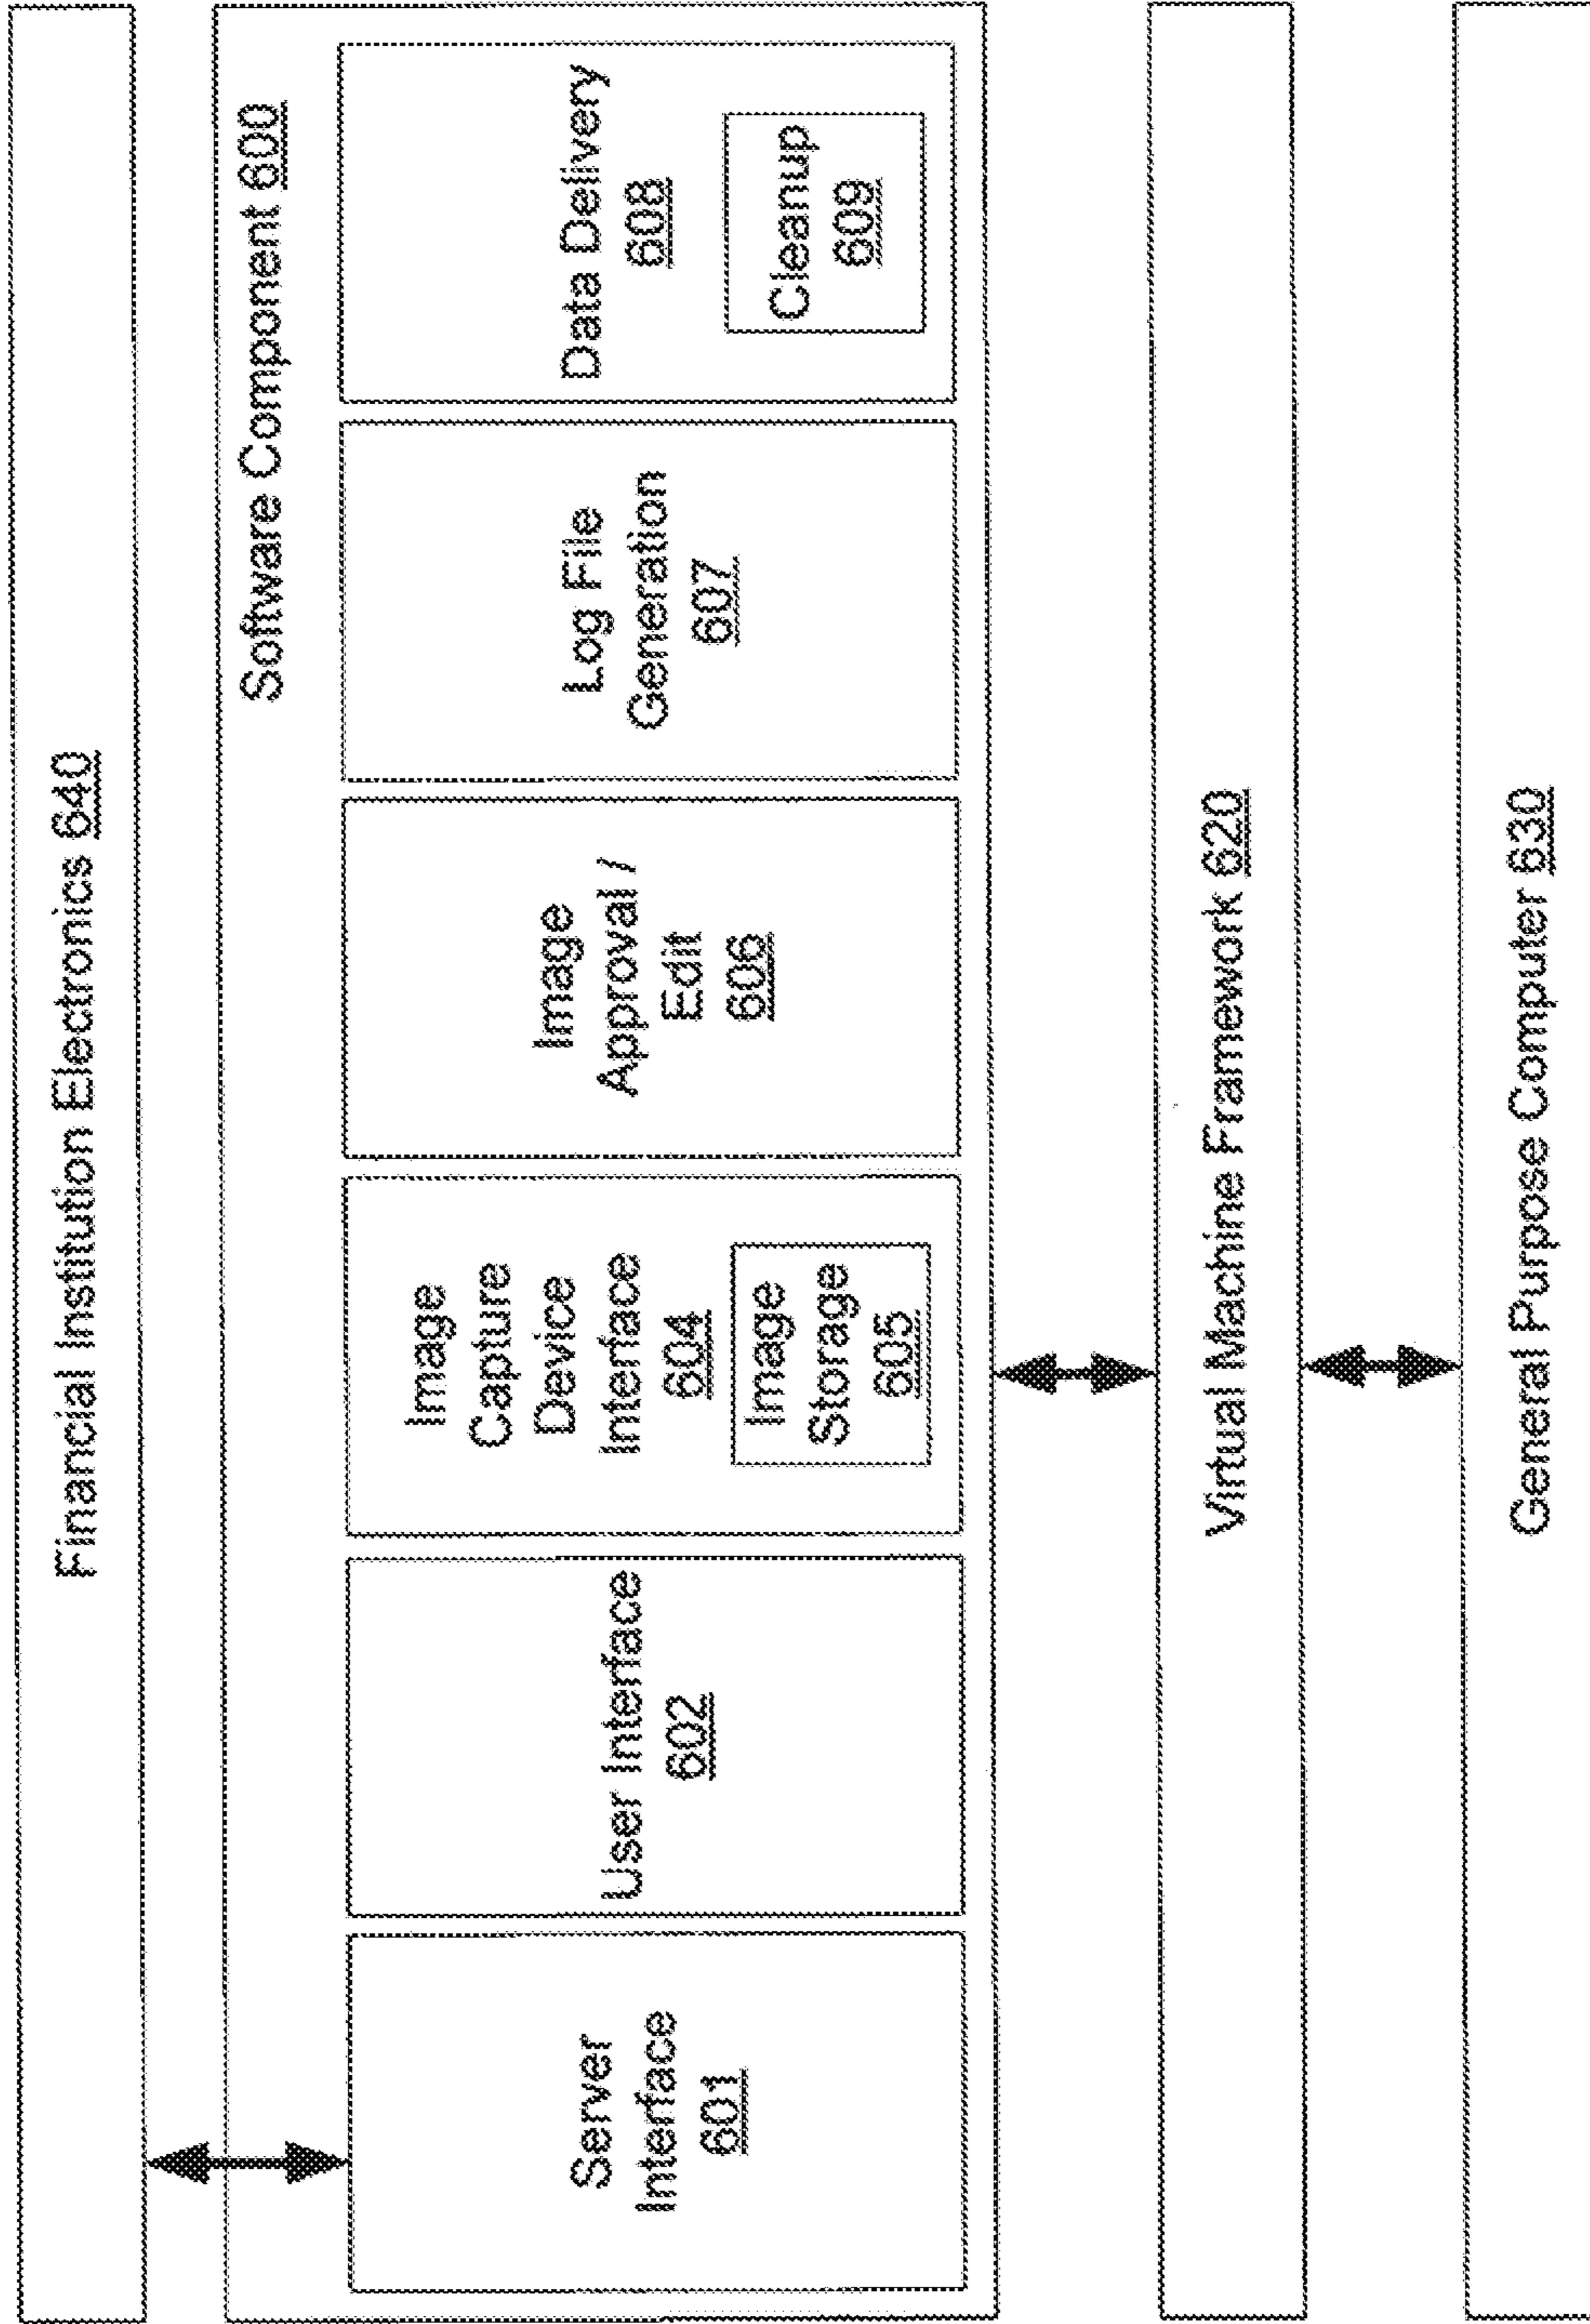 Financial Institution Electronics 640
Software Component 600
Server
Interface
601
User Interface
602
Image
Capture
Device
Interface
604
Image
Storage
605
Image
Approval /
Edit
606
Log File
Generation
607
Data Delivery
608
Cleanup
609
Virtual Machine Framework 620
General Purpose Computer 630